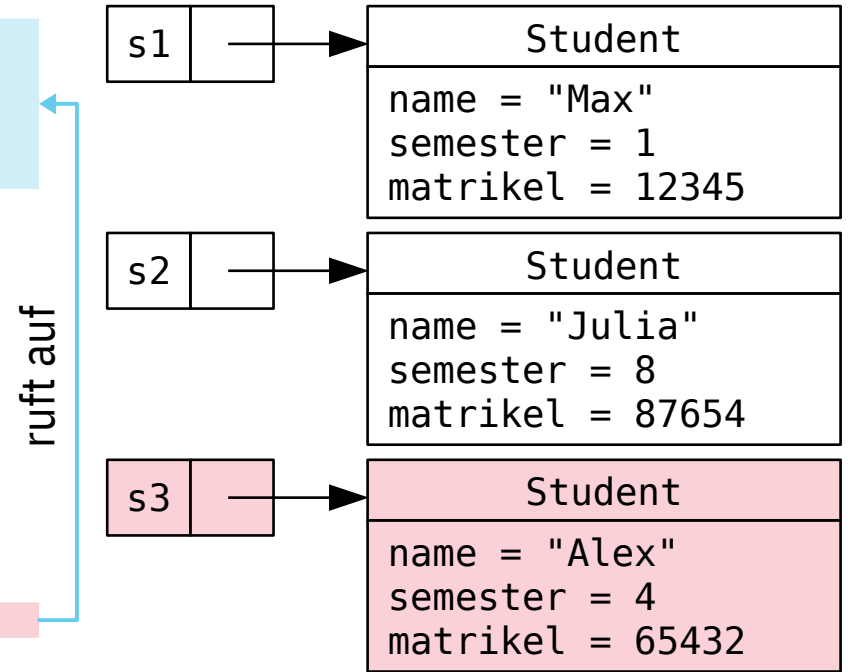 s1
Student
name = "Max"
semester = 1
matrikel = 12345
s2
Student
name = "Julia"
semester = 8
matrikel = 87654
ruft auf
s3
Student
name = "Alex"
semester = 4
matrikel = 65432